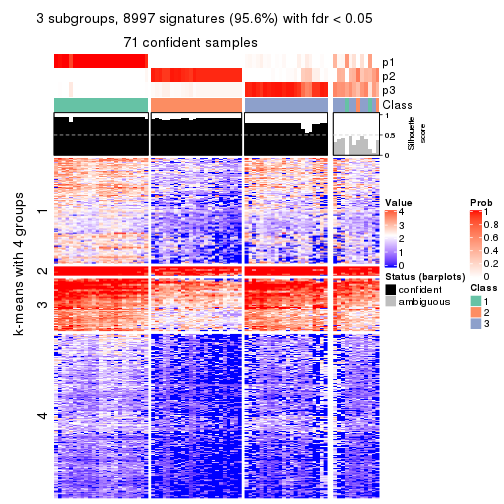 3 subgroups, 8997 signatures (95.6%) with fdr < 0.05
71 confident samples
p1
p2
p3
Class
1
0.5
0
Silhouette
score
k-means with 4 groups
1
2
3
4
Value
4
3
2
1
0
Status (barplots)
confident
ambiguous
Prob
1
0.8
0.6
0.4
0.2
0
Class
1
2
3